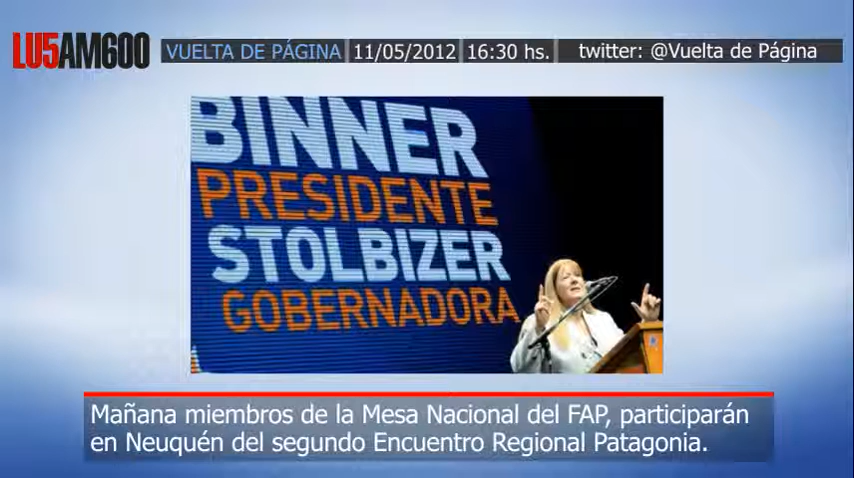 LU5AM600 VUELTA DE PÁGINA 11/05/2012 16:30 hs. twitter: @Vuelta de Página
BINNER
PRESIDENTE
STOLBIZER
GOBERNADORA
Mañana miembros de la Mesa Nacional del FAP, participarán
en Neuquén del segundo Encuentro Regional Patagonia.